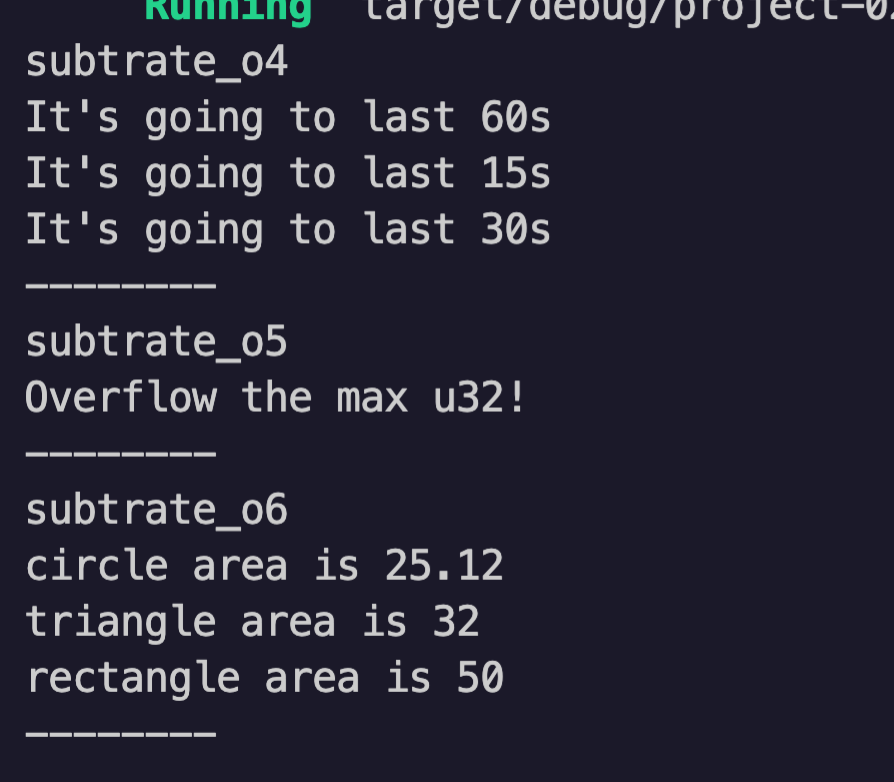 Running target/debug/project-0
subtrate_o4
It's going to last 60s
It's going to last 15s
It's going to last 30s
--------
subtrate_o5
Overflow the max u32!
--------
subtrate_o6
circle area is 25.12
triangle area is 32
rectangle area is 50
--------